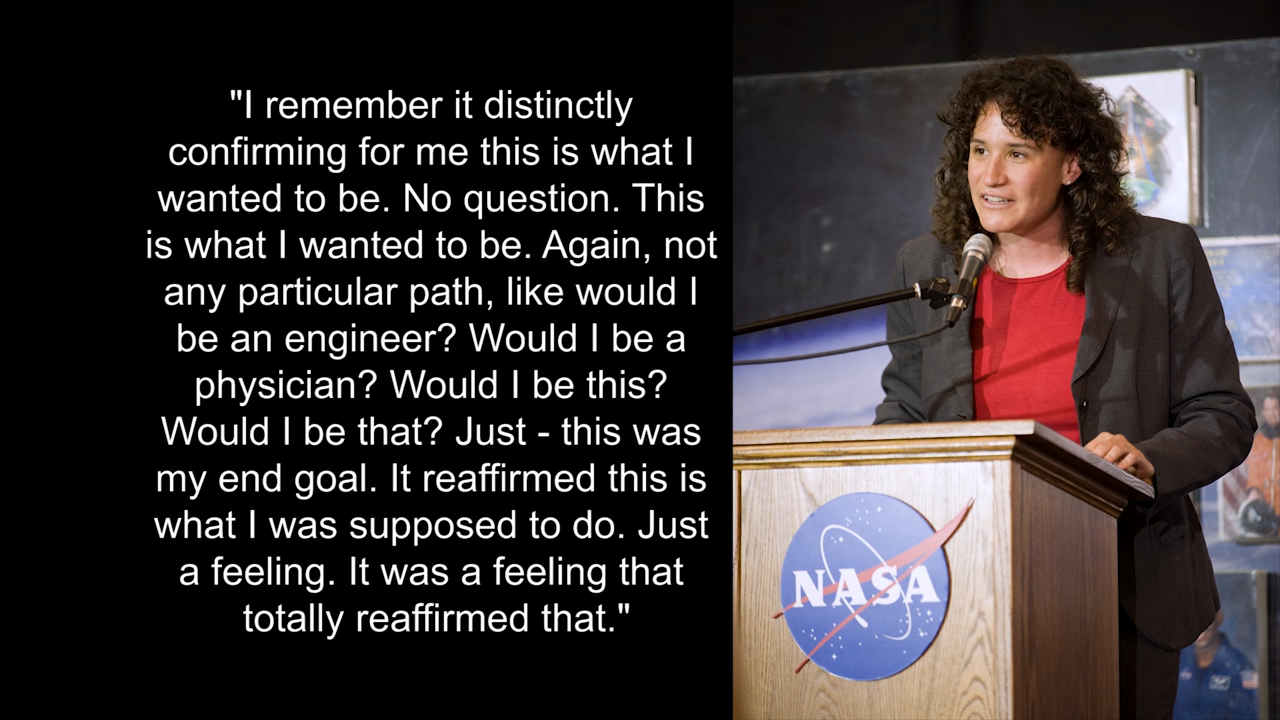 "I remember it distinctly
confirming for me this is what I
wanted to be. No question. This
is what I wanted to be. Again, not
any particular path, like would I
be an engineer? Would I be a
physician? Would I be this?
Would I be that? Just - this was
my end goal. It reaffirmed this is
what I was supposed to do. Just
a feeling. It was a feeling that
totally reaffirmed that."
NASA